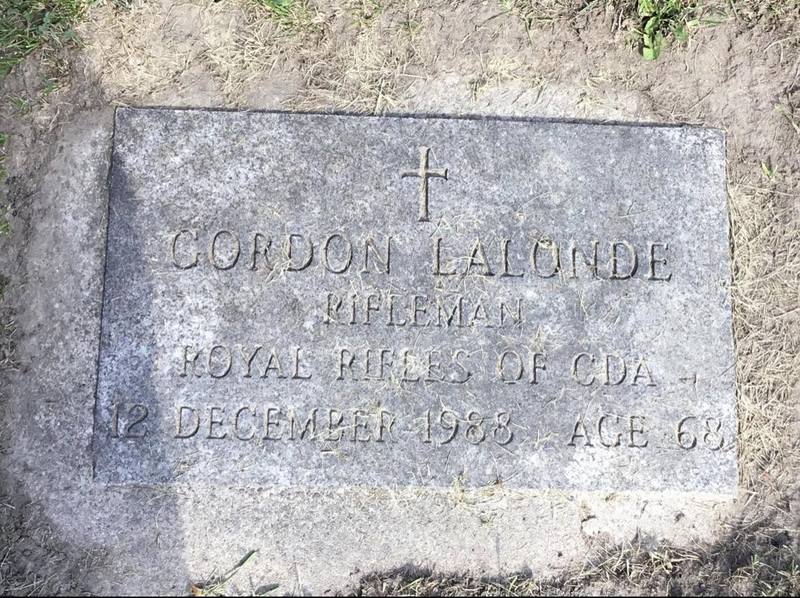 GORDON LALONDE
RIFLEMAN
ROYAL RIFLES OF CDA
12 DECEMBER 1988 AGE 68